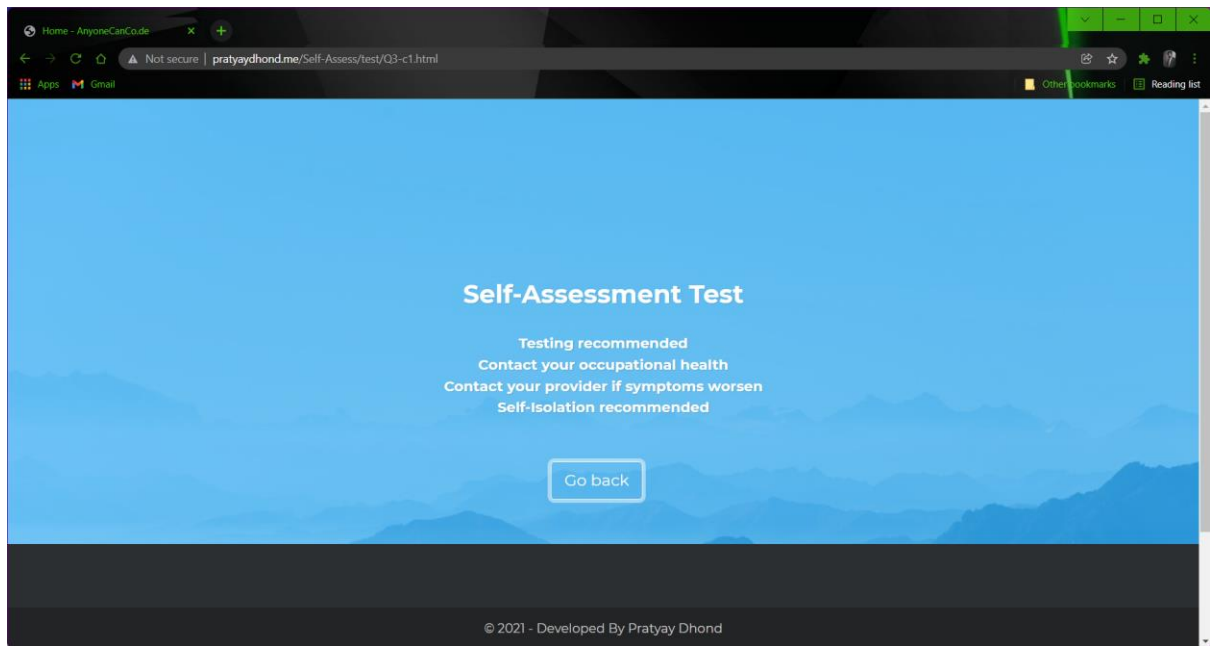 Home - AnyoneCanCo.de
Not secure | pratyaydhond.me/Self-Assess/test/Q3-c1.html
Apps Gmail Other bookmarks Reading list
Self-Assessment Test
Testing recommended
Contact your occupational health
Contact your provider if symptoms worsen
Self-Isolation recommended
Go back
© 2021 - Developed By Pratyay Dhond